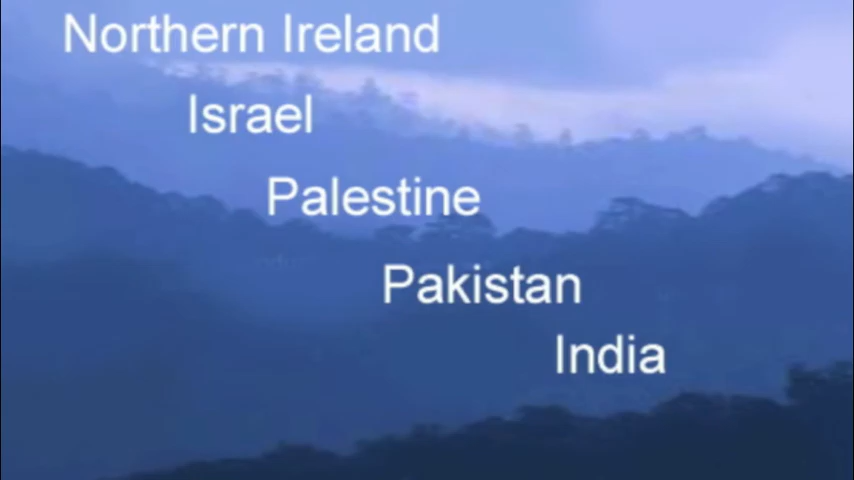 Northern Ireland
Israel
Palestine
Pakistan
India